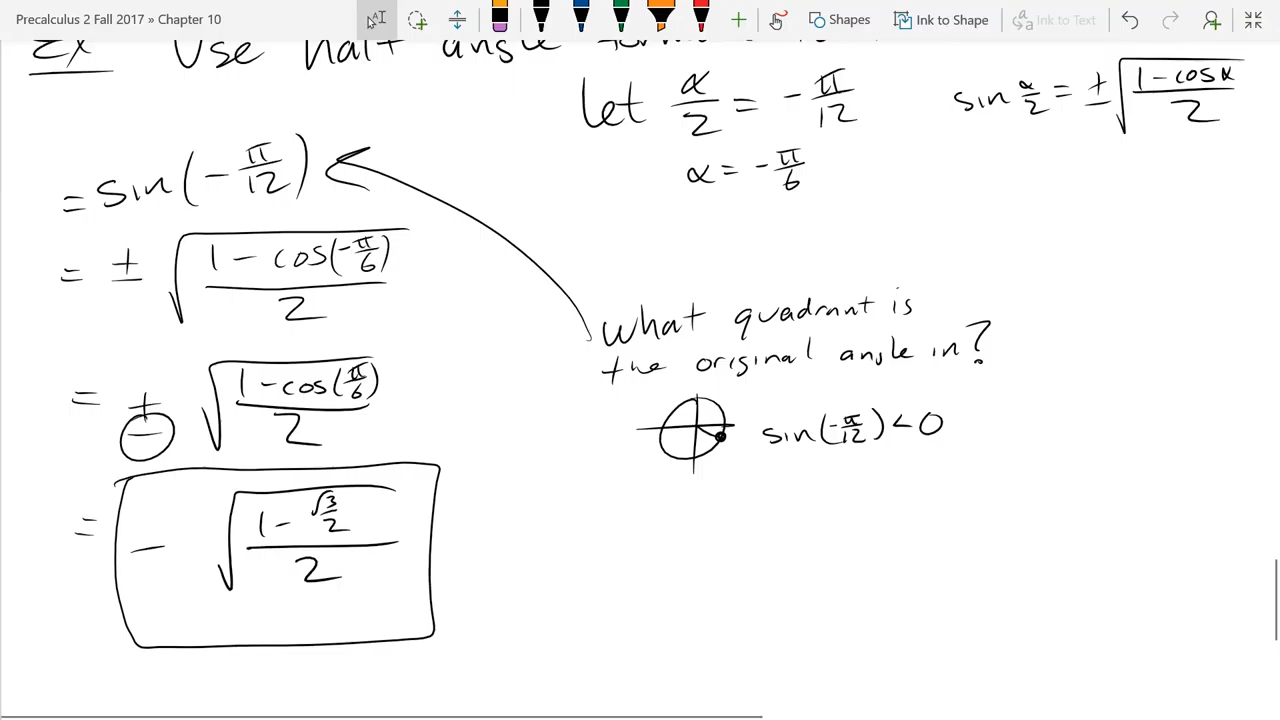 Precalculus 2 Fall 2017 » Chapter 10
Shapes
Ink to Shape
Ink to Text
Ex Use half angle
let α/2 = -π/12
sin α/2 = ± √((1 - cos α)/2)
α = -π/6
= sin(-π/12)
= ± √((1 - cos(-π/6))/2)
What quadrant is
the original angle in?
= ± √((1 - cos(π/6))/2)
sin(-π/12) < 0
= - √((1 - √3/2)/2)